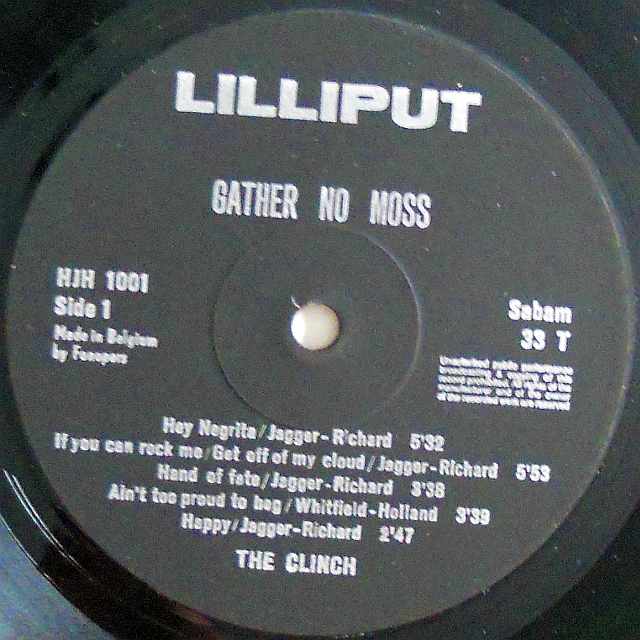 LILLIPUT
GATHER NO MOSS
HJH 1001
Side 1
Made in Belgium
by Fonopers
Sabam
33 T
Hey Negrita/Jagger-Richard 5'32
If you can rock me/Get off of my cloud/Jagger-Richard 5'53
Hand of fate/Jagger-Richard 3'38
Ain't too proud to beg/Whitfield-Holland 3'39
Happy/Jagger-Richard 2'47
THE CLINCH